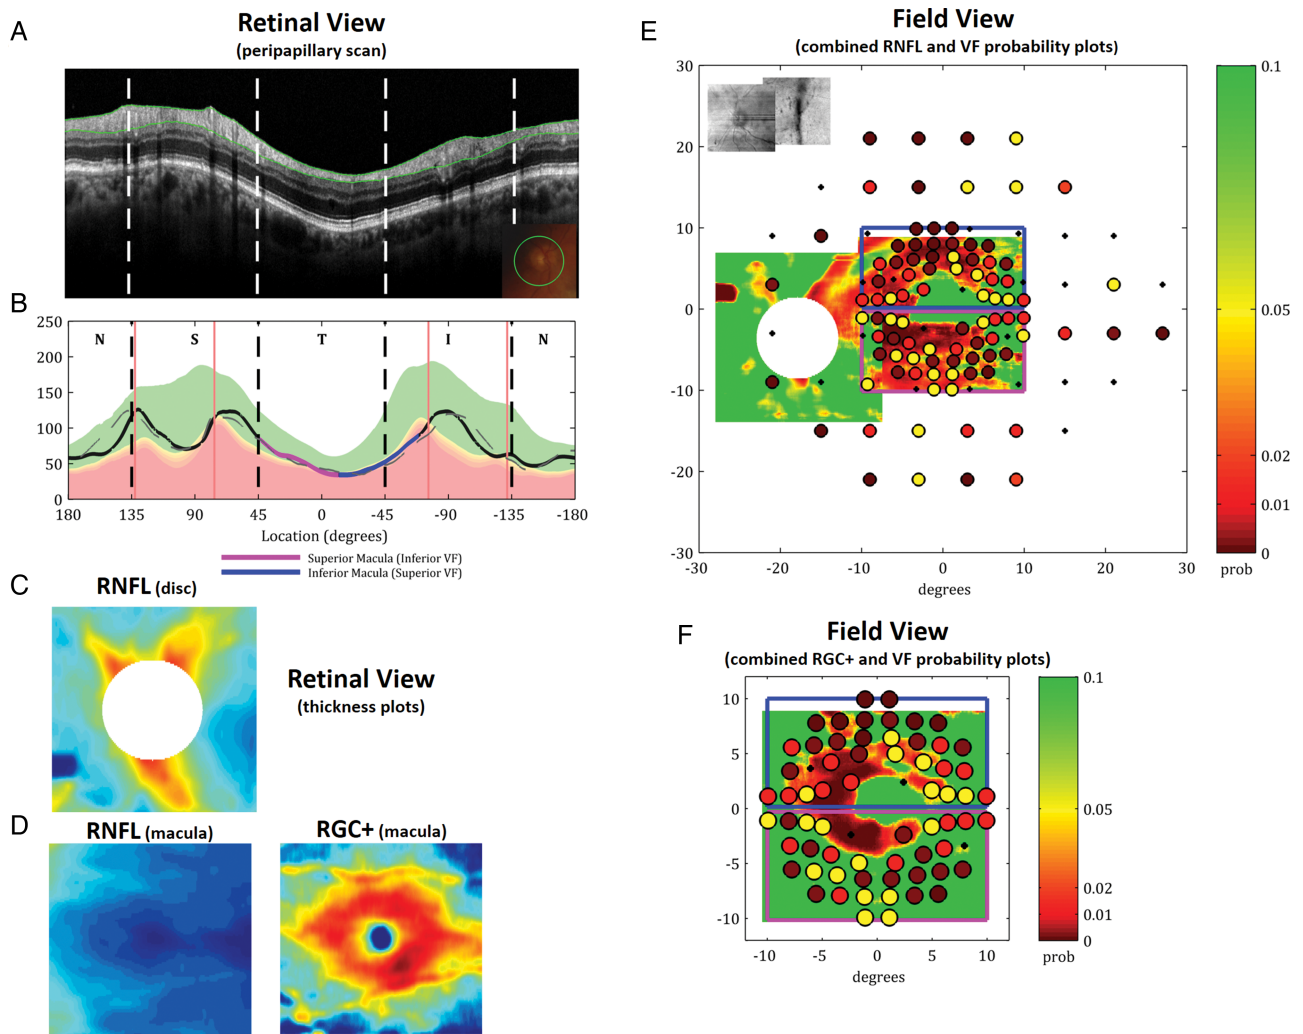 A
Retinal View
(peripapillary scan)
B
250
200
150
100
50
0
N
S
T
I
N
180
135
90
45
0
-45
-90
-135
-180
Location (degrees)
Superior Macula (Inferior VF)
Inferior Macula (Superior VF)
C
RNFL (disc)
Retinal View
(thickness plots)
D
RNFL (macula)
RGC+ (macula)
E
Field View
(combined RNFL and VF probability plots)
30
20
10
0
-10
-20
-30
-30
-20
-10
0
10
20
30
degrees
0.1
0.05
0.02
0.01
0
prob
F
Field View
(combined RGC+ and VF probability plots)
10
5
0
-5
-10
-10
-5
0
5
10
degrees
0.1
0.05
0.02
0.01
0
prob